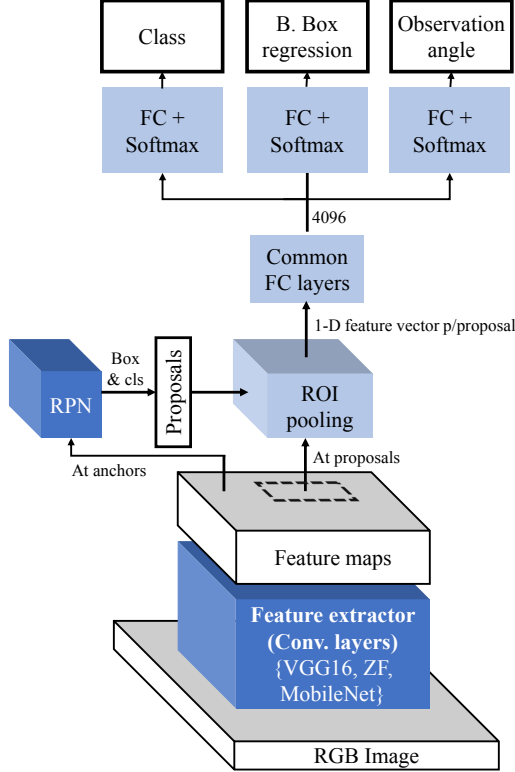 Class
B. Box
regression
Observation
angle
FC +
Softmax
FC +
Softmax
FC +
Softmax
4096
Common
FC layers
1-D feature vector p/proposal
Box
& cls
RPN
Proposals
ROI
pooling
At anchors
At proposals
Feature maps
Feature extractor
(Conv. layers)
{VGG16, ZF,
MobileNet}
RGB Image